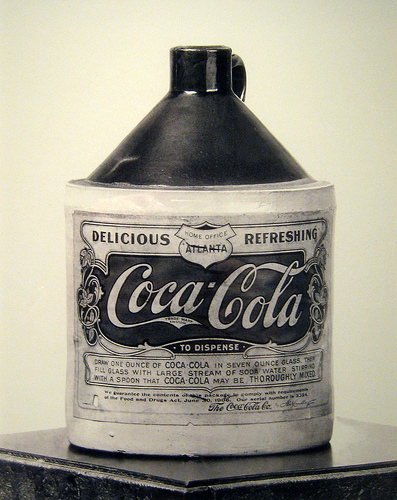 DELICIOUS HOME OFFICE REFRESHING
ATLANTA
Coca-Cola
TRADE MARK
TO DISPENSE
DRAW ONE OUNCE OF COCA-COLA IN SEVEN OUNCE GLASS, THEN
FILL GLASS WITH LARGE STREAM OF SODA WATER STIRRING
WITH A SPOON THAT COCA-COLA MAY BE THOROUGHLY MIXED
We guarantee the contents of this package to comply with requirements
of the Food and Drugs Act, June 30, 1906. Our serial number is 3324.
The Coca Cola Co.